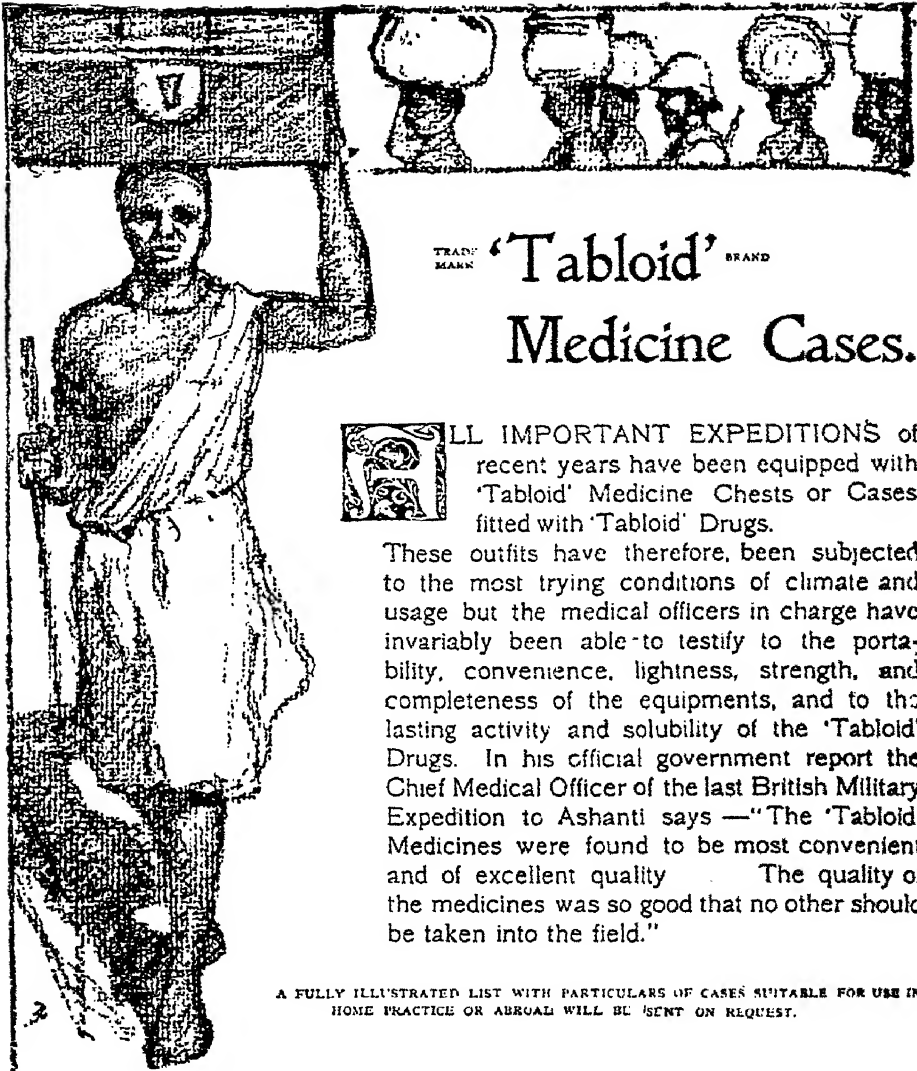 TRADE MARK 'Tabloid' BRAND
Medicine Cases.
ALL IMPORTANT EXPEDITIONS of
recent years have been equipped with
'Tabloid' Medicine Chests or Cases
fitted with 'Tabloid' Drugs.
These outfits have therefore, been subjected
to the most trying conditions of climate and
usage but the medical officers in charge have
invariably been able to testify to the porta-
bility, convenience, lightness, strength, and
completeness of the equipments, and to the
lasting activity and solubility of the 'Tabloid'
Drugs. In his official government report the
Chief Medical Officer of the last British Military
Expedition to Ashanti says —"The 'Tabloid'
Medicines were found to be most convenient
and of excellent quality The quality of
the medicines was so good that no other should
be taken into the field."
A FULLY ILLUSTRATED LIST WITH PARTICULARS OF CASES SUITABLE FOR USE IN
HOME PRACTICE OR ABROAD WILL BE SENT ON REQUEST.